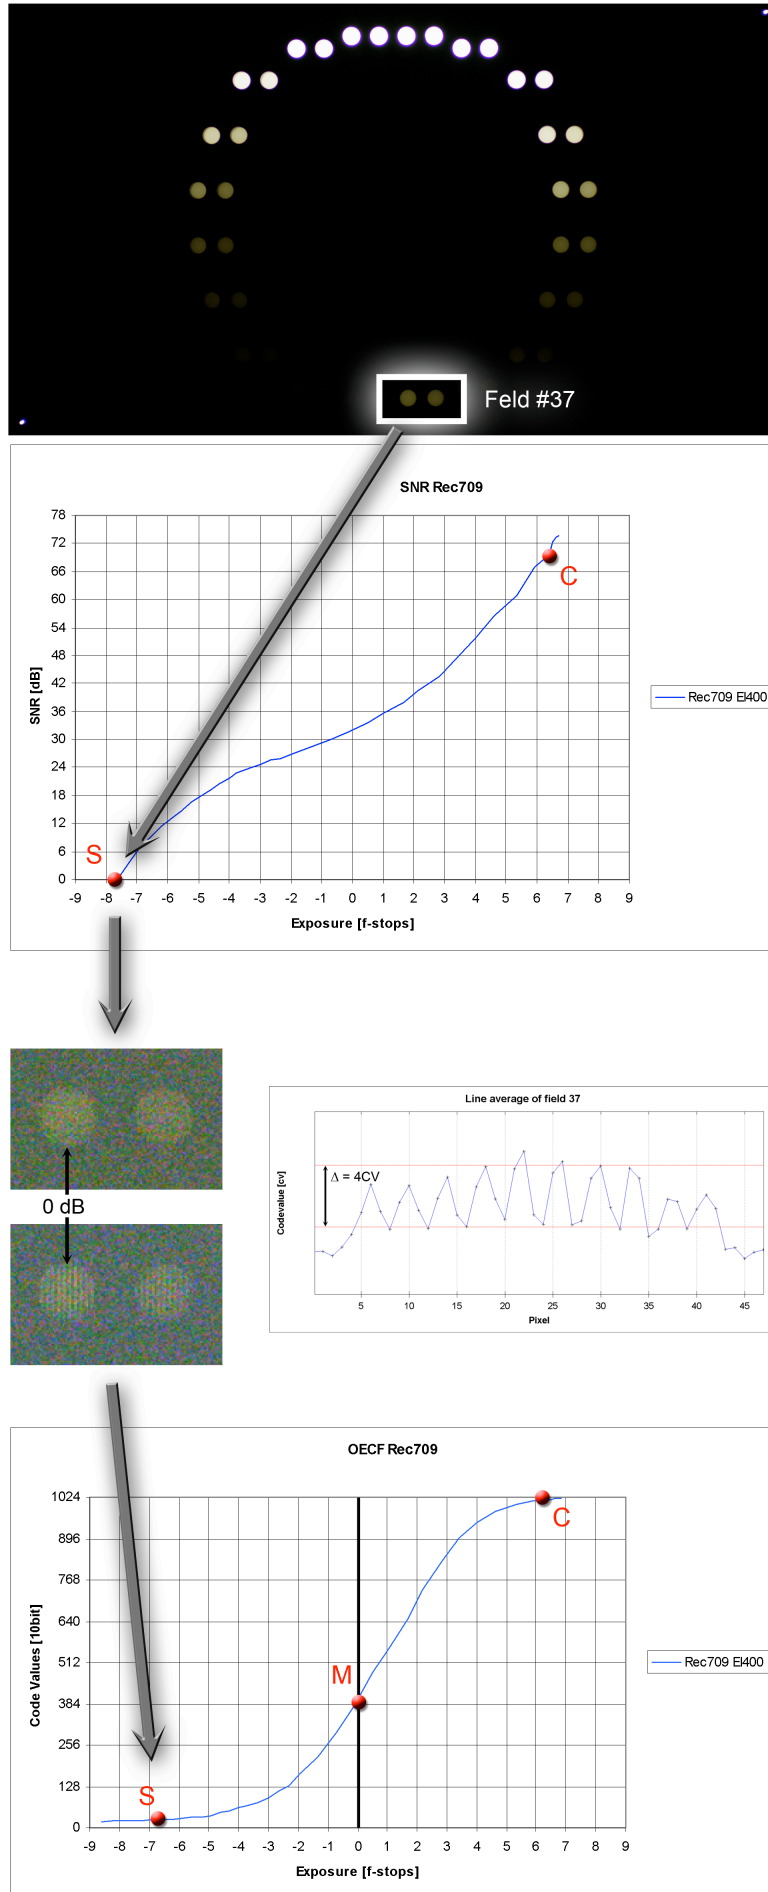 Feld #37
SNR Rec709
78
72
66
60
54
48
42
36
30
24
18
12
6
0
SNR [dB]
C
S
Rec709 EI400
-9 -8 -7 -6 -5 -4 -3 -2 -1 0 1 2 3 4 5 6 7 8 9
Exposure [f-stops]
0 dB
Line average of field 37
Δ = 4CV
Codevalue [cv]
5 10 15 20 25 30 35 40 45
Pixel
OECF Rec709
1024
896
768
640
512
384
256
128
0
Code Values [10bit]
C
M
S
Rec709 EI400
-9 -8 -7 -6 -5 -4 -3 -2 -1 0 1 2 3 4 5 6 7 8 9
Exposure [f-stops]